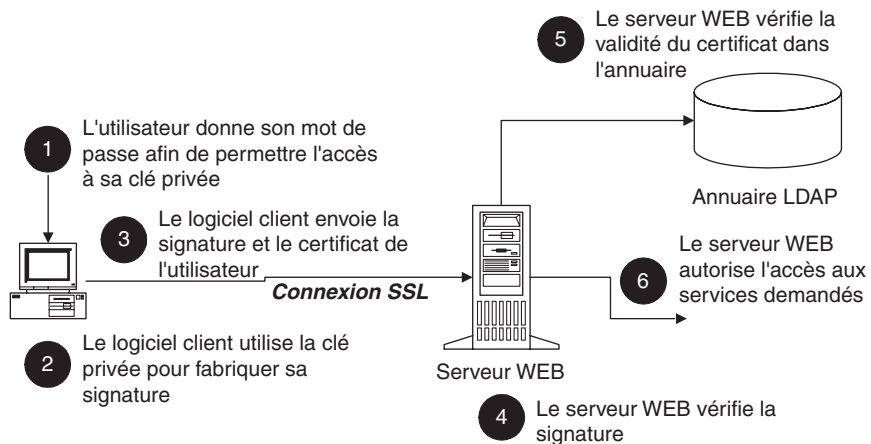 5
Le serveur WEB vérifie la
validité du certificat dans
l'annuaire
1
L'utilisateur donne son mot de
passe afin de permettre l'accès
à sa clé privée
Annuaire LDAP
3
Le logiciel client envoie la
signature et le certificat de
l'utilisateur
Connexion SSL
6
Le serveur WEB
autorise l'accès aux
services demandés
2
Le logiciel client utilise la clé
privée pour fabriquer sa
signature
Serveur WEB
4
Le serveur WEB vérifie la
signature